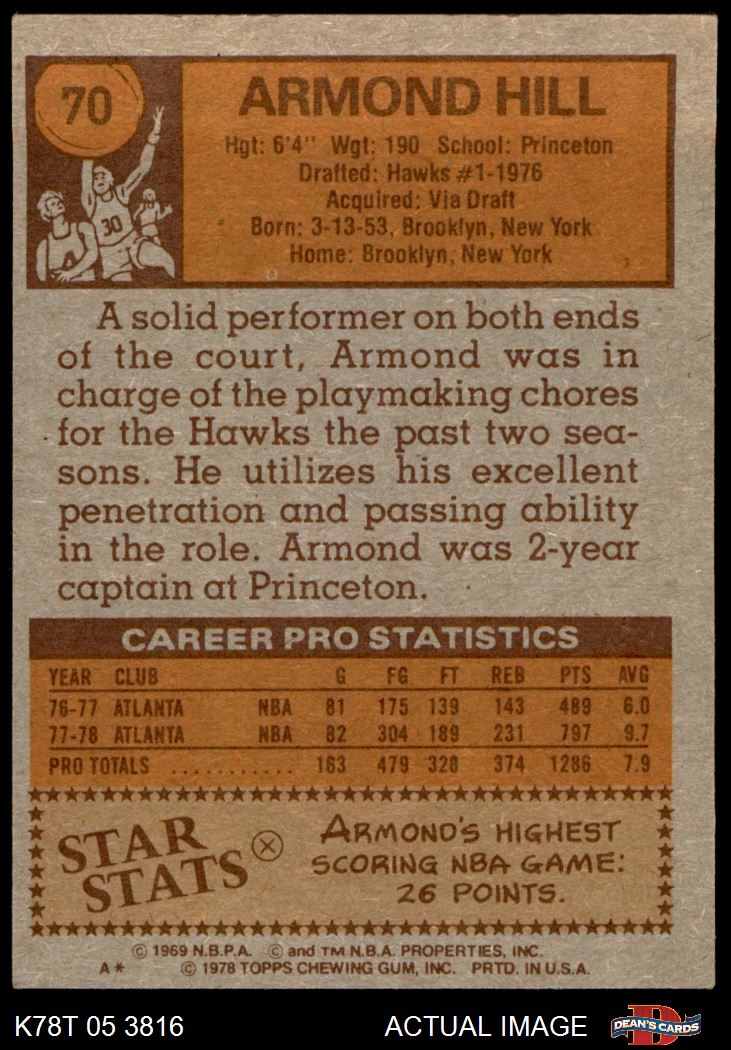 70
ARMOND HILL
Hgt: 6'4" Wgt: 190 School: Princeton
Drafted: Hawks #1-1976
Acquired: Via Draft
Born: 3-13-53, Brooklyn, New York
Home: Brooklyn, New York
30
A solid performer on both ends
of the court, Armond was in
charge of the playmaking chores
for the Hawks the past two sea-
sons. He utilizes his excellent
penetration and passing ability
in the role. Armond was 2-year
captain at Princeton.
CAREER PRO STATISTICS
YEAR CLUB G FG FT REB PTS AVG
76-77 ATLANTA NBA 81 175 139 143 489 6.0
77-78 ATLANTA NBA 82 304 189 231 797 9.7
PRO TOTALS ........... 163 479 328 374 1286 7.9
STAR STATS
ARMOND'S HIGHEST
SCORING NBA GAME:
26 POINTS.
© 1969 N.B.P.A. © and TM N.B.A. PROPERTIES, INC.
A* © 1978 TOPPS CHEWING GUM, INC. PRTD. IN U.S.A.
K78T 05 3816 ACTUAL IMAGE DEAN'S CARDS